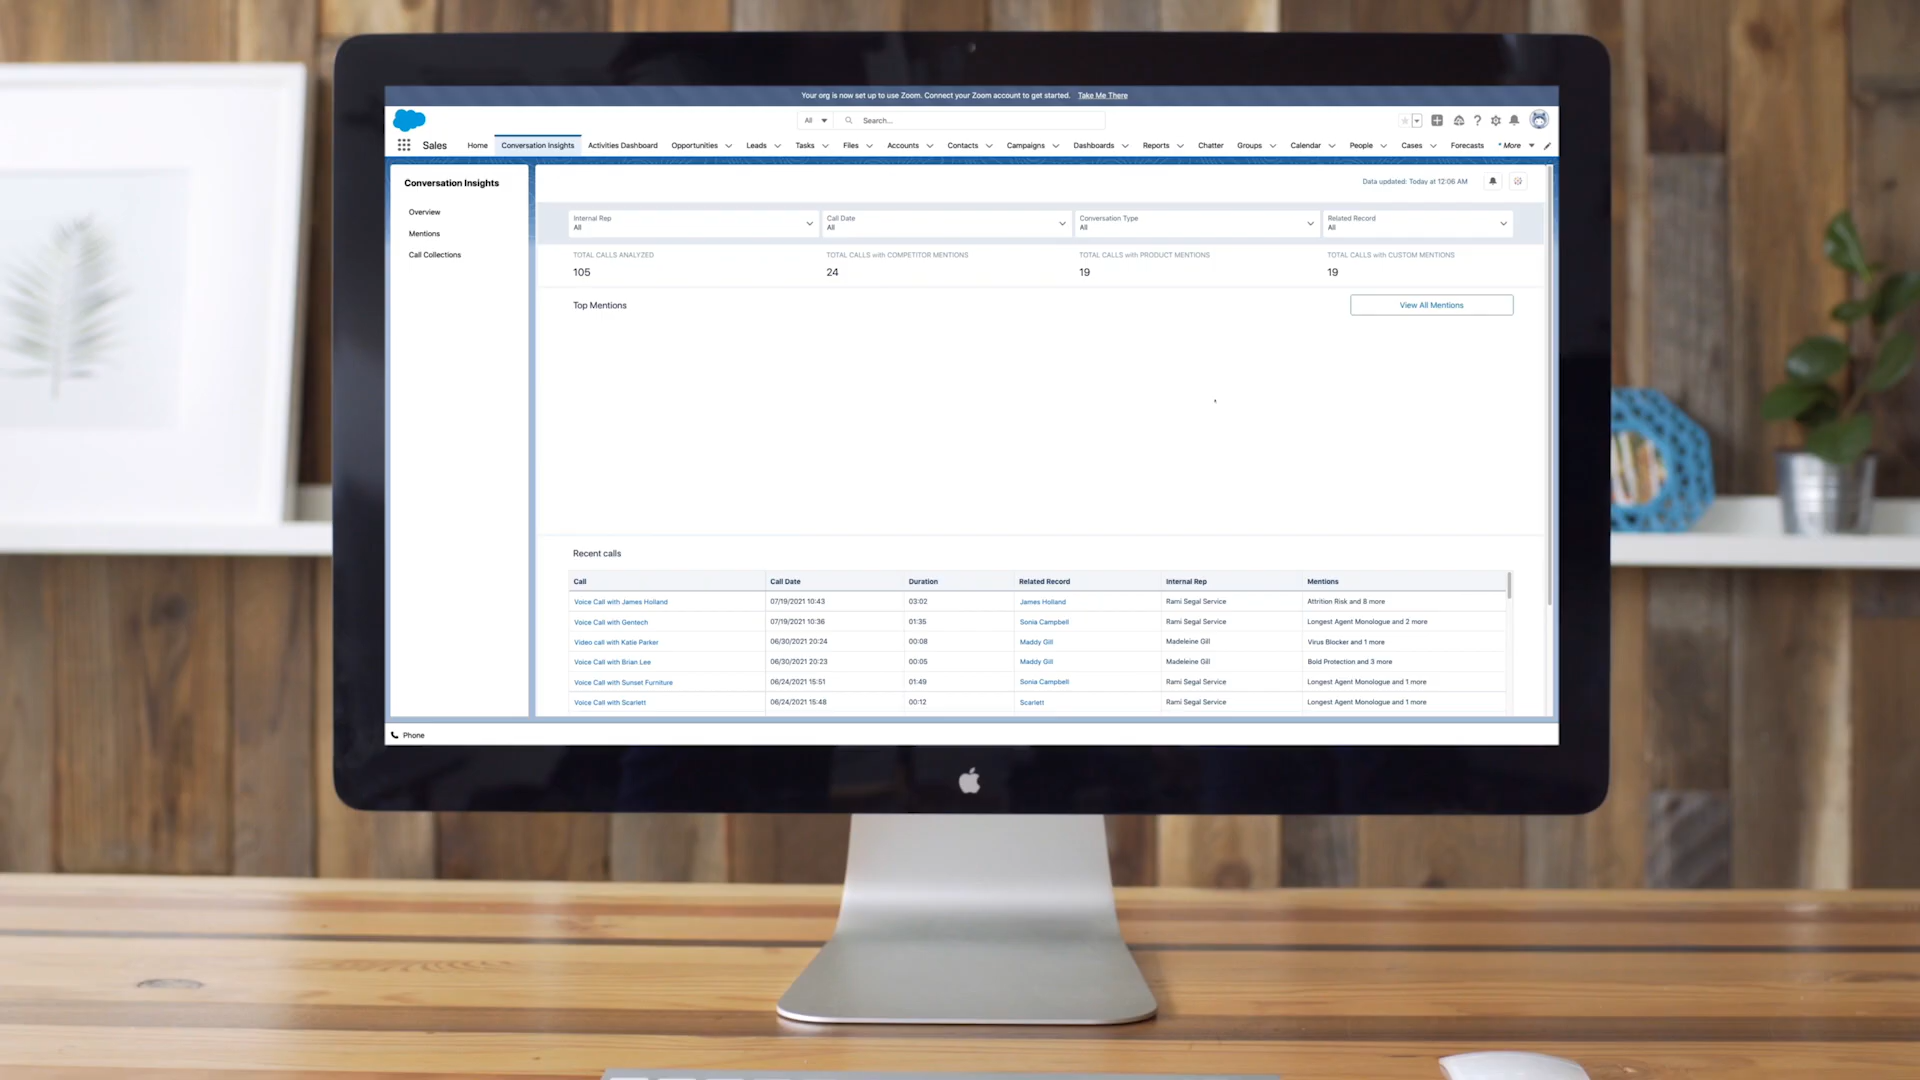 Your org is now set up to use Zoom. Connect your Zoom account to get started. Take Me There
All Search...
Sales Home Conversation Insights Activities Dashboard Opportunities Leads Tasks Files Accounts Contacts Campaigns Dashboards Reports Chatter Groups Calendar People Cases Forecasts * More
Conversation Insights
Overview
Mentions
Call Collections
Data updated: Today at 12:06 AM
Internal Rep Call Date Conversation Type Related Record
All All All All
TOTAL CALLS ANALYZED TOTAL CALLS with COMPETITOR MENTIONS TOTAL CALLS with PRODUCT MENTIONS TOTAL CALLS with CUSTOM MENTIONS
105 24 19 19
Top Mentions View All Mentions
Recent calls
Call Call Date Duration Related Record Internal Rep Mentions
Voice Call with James Holland 07/19/2021 10:43 03:02 James Holland Rami Segal Service Attrition Risk and 8 more
Voice Call with Gentech 07/19/2021 10:36 01:35 Sonia Campbell Rami Segal Service Longest Agent Monologue and 2 more
Video call with Katie Parker 06/30/2021 20:24 00:08 Maddy Gill Madeleine Gill Virus Blocker and 1 more
Voice Call with Brian Lee 06/30/2021 20:23 00:05 Maddy Gill Madeleine Gill Bold Protection and 3 more
Voice Call with Sunset Furniture 06/24/2021 15:51 01:49 Sonia Campbell Rami Segal Service Longest Agent Monologue and 1 more
Voice Call with Scarlett 06/24/2021 15:48 00:12 Scarlett Rami Segal Service Longest Agent Monologue and 1 more
Phone